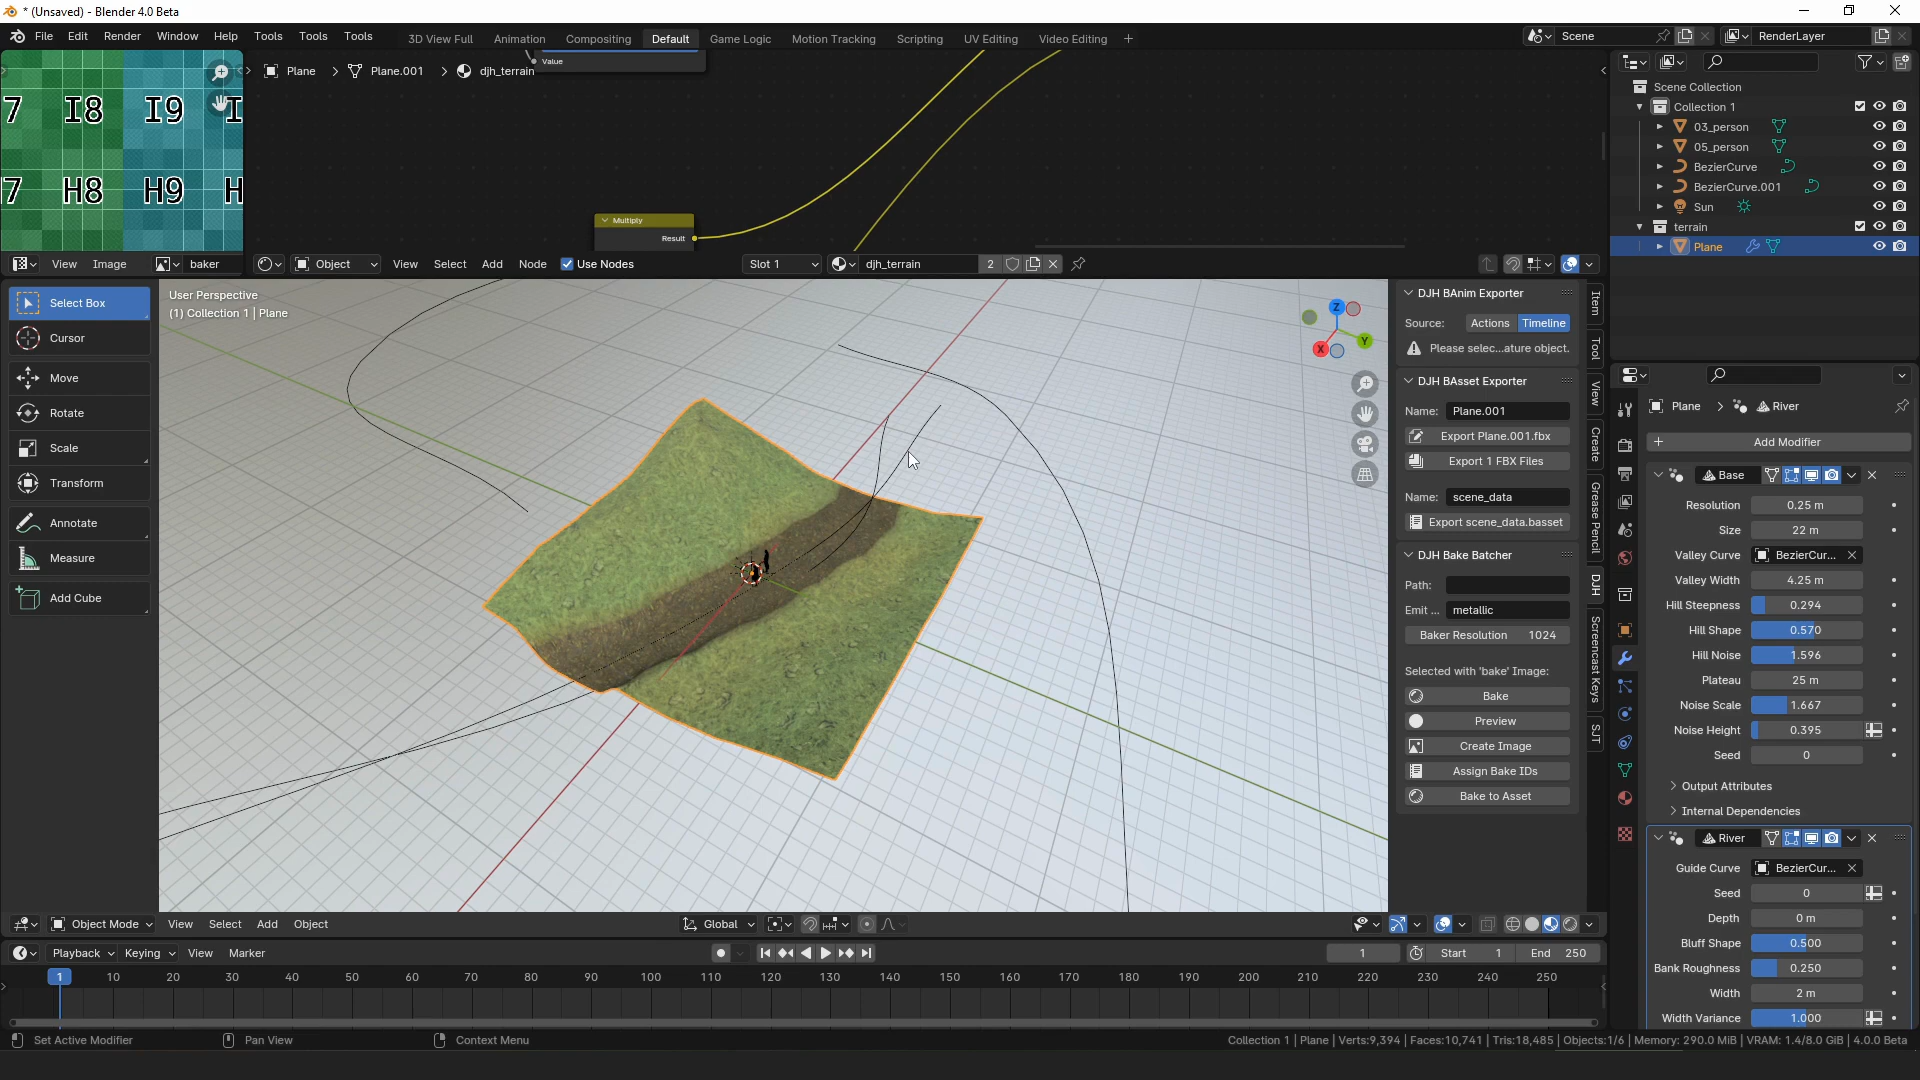 * (Unsaved) - Blender 4.0 Beta
File Edit Render Window Help Tools Tools Tools
3D View Full Animation Compositing Default Game Logic Motion Tracking Scripting UV Editing Video Editing +
Scene
RenderLayer
7 I8 I9 I
7 H8 H9 H
View Image baker
Plane > Plane.001 > djh_terrain
Value
Multiply
Result
Object View Select Add Node Use Nodes Slot 1 djh_terrain 2
Select Box
Cursor
Move
Rotate
Scale
Transform
Annotate
Measure
Add Cube
User Perspective
(1) Collection 1 | Plane
Z
Y
X
DJH BAnim Exporter
Source: Actions Timeline
Please selec...ature object.
DJH BAsset Exporter
Name: Plane.001
Export Plane.001.fbx
Export 1 FBX Files
Name: scene_data
Export scene_data.basset
DJH Bake Batcher
Path:
Emit ... metallic
Baker Resolution 1024
Selected with 'bake' Image:
Bake
Preview
Create Image
Assign Bake IDs
Bake to Asset
Item
Tool
View
Create
Grease Pencil
DJH
Screencast Keys
SJT
Scene Collection
Collection 1
03_person
05_person
BezierCurve
BezierCurve.001
Sun
terrain
Plane
Plane > River
Add Modifier
Base
Resolution 0.25 m
Size 22 m
Valley Curve BezierCur...
Valley Width 4.25 m
Hill Steepness 0.294
Hill Shape 0.570
Hill Noise 1.596
Plateau 25 m
Noise Scale 1.667
Noise Height 0.395
Seed 0
Output Attributes
Internal Dependencies
River
Guide Curve BezierCur...
Seed 0
Depth 0 m
Bluff Shape 0.500
Bank Roughness 0.250
Width 2 m
Width Variance 1.000
Object Mode View Select Add Object Global
Playback Keying View Marker 1 Start 1 End 250
1 10 20 30 40 50 60 70 80 90 100 110 120 130 140 150 160 170 180 190 200 210 220 230 240 250
Set Active Modifier Pan View Context Menu
Collection 1 | Plane | Verts:9,394 | Faces:10,741 | Tris:18,485 | Objects:1/6 | Memory: 290.0 MiB | VRAM: 1.4/8.0 GiB | 4.0.0 Beta